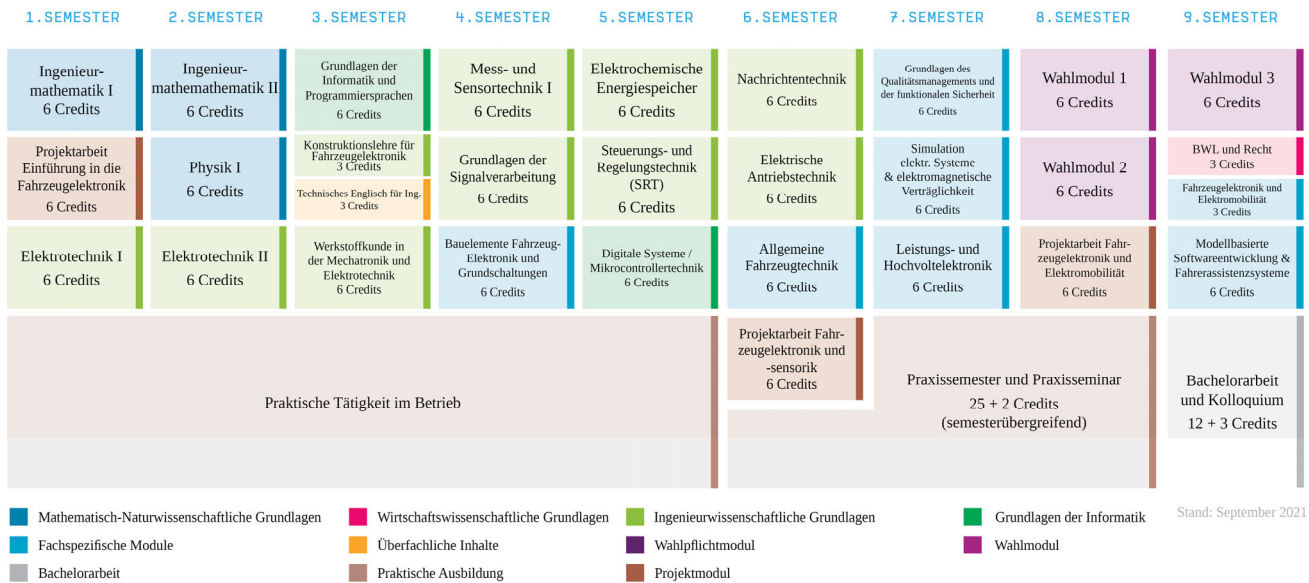 1.SEMESTER
2.SEMESTER
3.SEMESTER
4.SEMESTER
5.SEMESTER
6.SEMESTER
7.SEMESTER
8.SEMESTER
9.SEMESTER
Ingenieur-
mathematik I
6 Credits
Ingenieur-
mathemathematik II
6 Credits
Grundlagen der
Informatik und
Programmiersprachen
6 Credits
Mess- und
Sensortechnik I
6 Credits
Elektrochemische
Energiespeicher
6 Credits
Nachrichtentechnik
6 Credits
Grundlagen des
Qualitätsmanagements und
der funktionalen Sicherheit
6 Credits
Wahlmodul 1
6 Credits
Wahlmodul 3
6 Credits
Projektarbeit
Einführung in die
Fahrzeugelektronik
6 Credits
Physik I
6 Credits
Konstruktionslehre für
Fahrzeugelektronik
3 Credits
Technisches Englisch für Ing.
3 Credits
Grundlagen der
Signalverarbeitung
6 Credits
Steuerungs- und
Regelungstechnik
(SRT)
6 Credits
Elektrische
Antriebstechnik
6 Credits
Simulation
elektr. Systeme
& elektromagnetische
Verträglichkeit
6 Credits
Wahlmodul 2
6 Credits
BWL und Recht
3 Credits
Fahrzeugelektronik und
Elektromobilität
3 Credits
Elektrotechnik I
6 Credits
Elektrotechnik II
6 Credits
Werkstoffkunde in
der Mechatronik und
Elektrotechnik
6 Credits
Bauelemente Fahrzeug-
Elektronik und
Grundschaltungen
6 Credits
Digitale Systeme /
Mikrocontrollertechnik
6 Credits
Allgemeine
Fahrzeugtechnik
6 Credits
Leistungs- und
Hochvoltelektronik
6 Credits
Projektarbeit Fahr-
zeugelektronik und
Elektromobilität
6 Credits
Modellbasierte
Softwareentwicklung &
Fahrerassistenzsysteme
6 Credits
Praktische Tätigkeit im Betrieb
Projektarbeit Fahr-
zeugelektronik und
-sensorik
6 Credits
Praxissemester und Praxisseminar
25 + 2 Credits
(semesterübergreifend)
Bachelorarbeit
und Kolloquium
12 + 3 Credits
Mathematisch-Naturwissenschaftliche Grundlagen
Wirtschaftswissenschaftliche Grundlagen
Ingenieurwissenschaftliche Grundlagen
Grundlagen der Informatik
Stand: September 2021
Fachspezifische Module
Überfachliche Inhalte
Wahlpflichtmodul
Wahlmodul
Bachelorarbeit
Praktische Ausbildung
Projektmodul